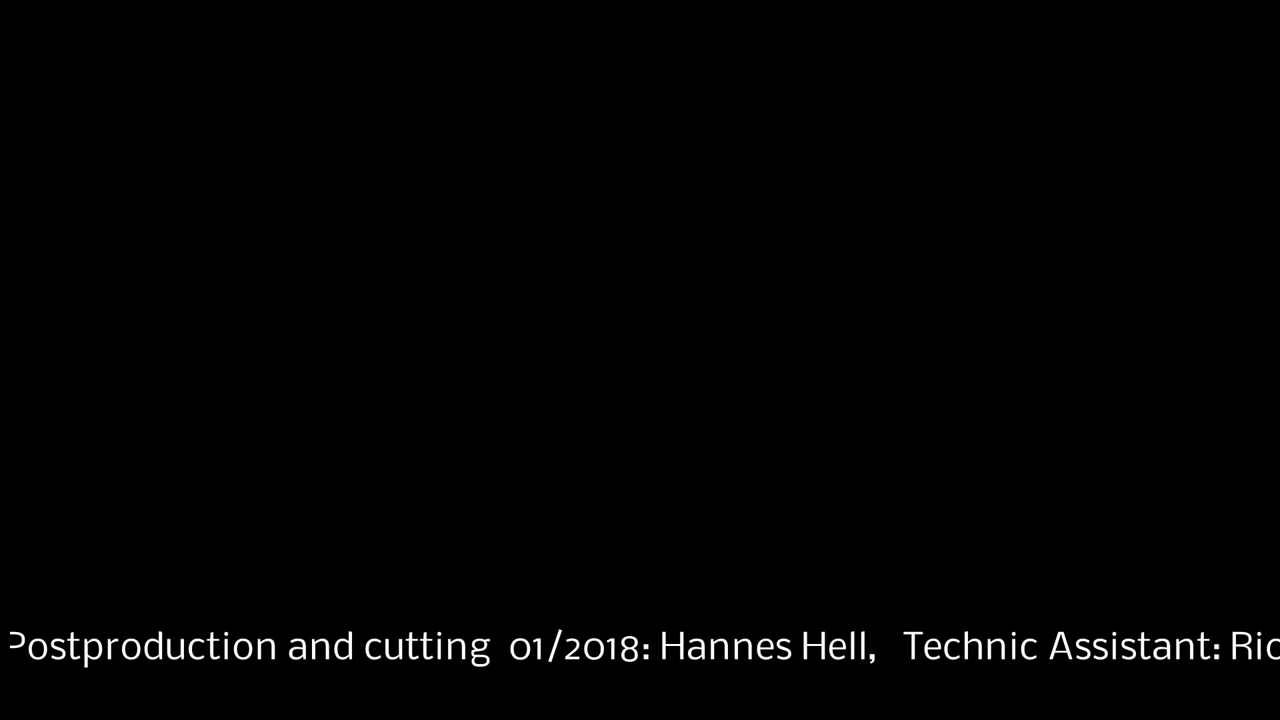 Postproduction and cutting 01/2018: Hannes Hell, Technic Assistant: